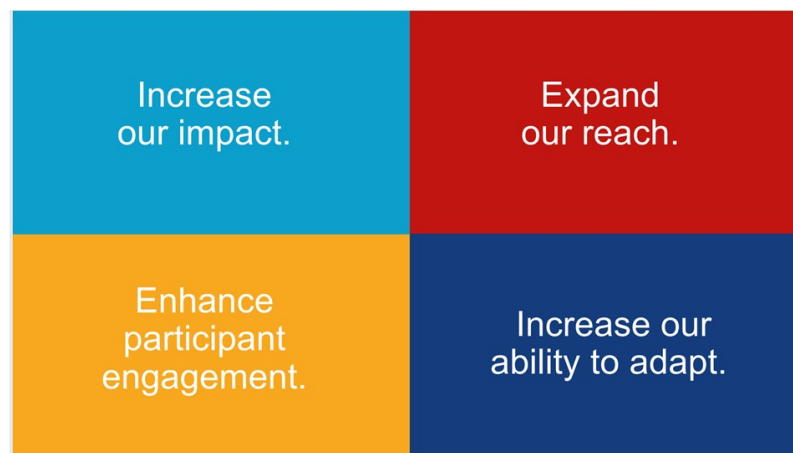 Increase
our impact.
Expand
our reach.
Enhance
participant
engagement.
Increase our
ability to adapt.